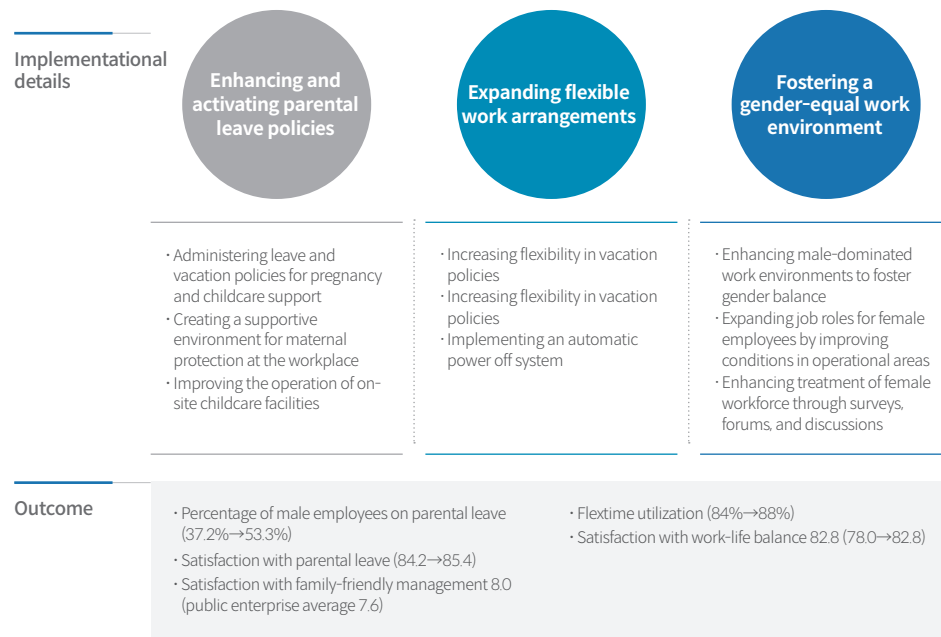 Implementational
details
Enhancing and
activating parental
leave policies
Expanding flexible
work arrangements
Fostering a
gender-equal work
environment
· Administering leave and
vacation policies for pregnancy
and childcare support
· Creating a supportive
environment for maternal
protection at the workplace
· Improving the operation of on-
site childcare facilities
· Increasing flexibility in vacation
policies
· Increasing flexibility in vacation
policies
· Implementing an automatic
power off system
· Enhancing male-dominated
work environments to foster
gender balance
· Expanding job roles for female
employees by improving
conditions in operational areas
· Enhancing treatment of female
workforce through surveys,
forums, and discussions
Outcome
· Percentage of male employees on parental leave
(37.2%→53.3%)
· Satisfaction with parental leave (84.2→85.4)
· Satisfaction with family-friendly management 8.0
(public enterprise average 7.6)
· Flextime utilization (84%→88%)
· Satisfaction with work-life balance 82.8 (78.0→82.8)